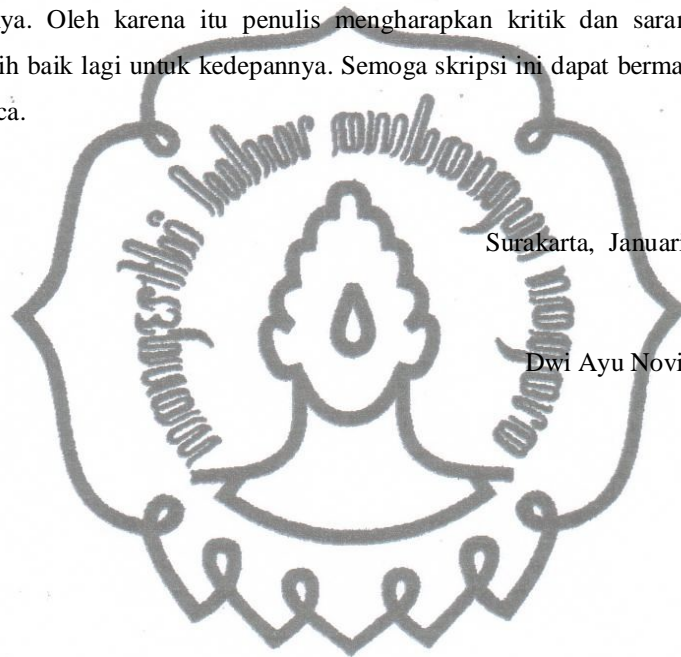 ya. Oleh karena itu penulis mengharapkan kritik dan saran
ih baik lagi untuk kedepannya. Semoga skripsi ini dapat berma
ca.
Surakarta, Januari
Dwi Ayu Novi